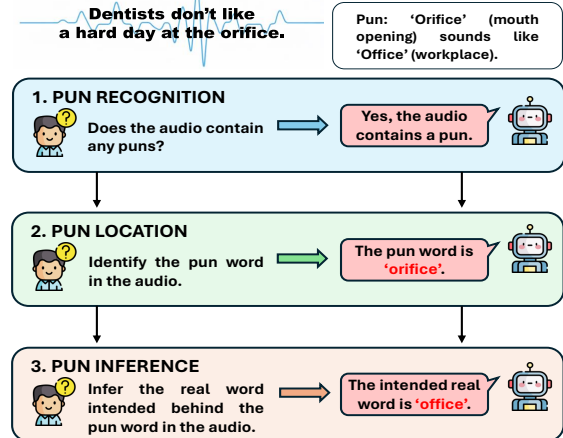 Dentists don't like
a hard day at the orifice.
Pun: 'Orifice' (mouth
opening) sounds like
'Office' (workplace).
1. PUN RECOGNITION
?
Does the audio contain
any puns?
Yes, the audio
contains a pun.
2. PUN LOCATION
?
Identify the pun word
in the audio.
The pun word is
'orifice'.
3. PUN INFERENCE
?
Infer the real word
intended behind the
pun word in the audio.
The intended real
word is 'office'.